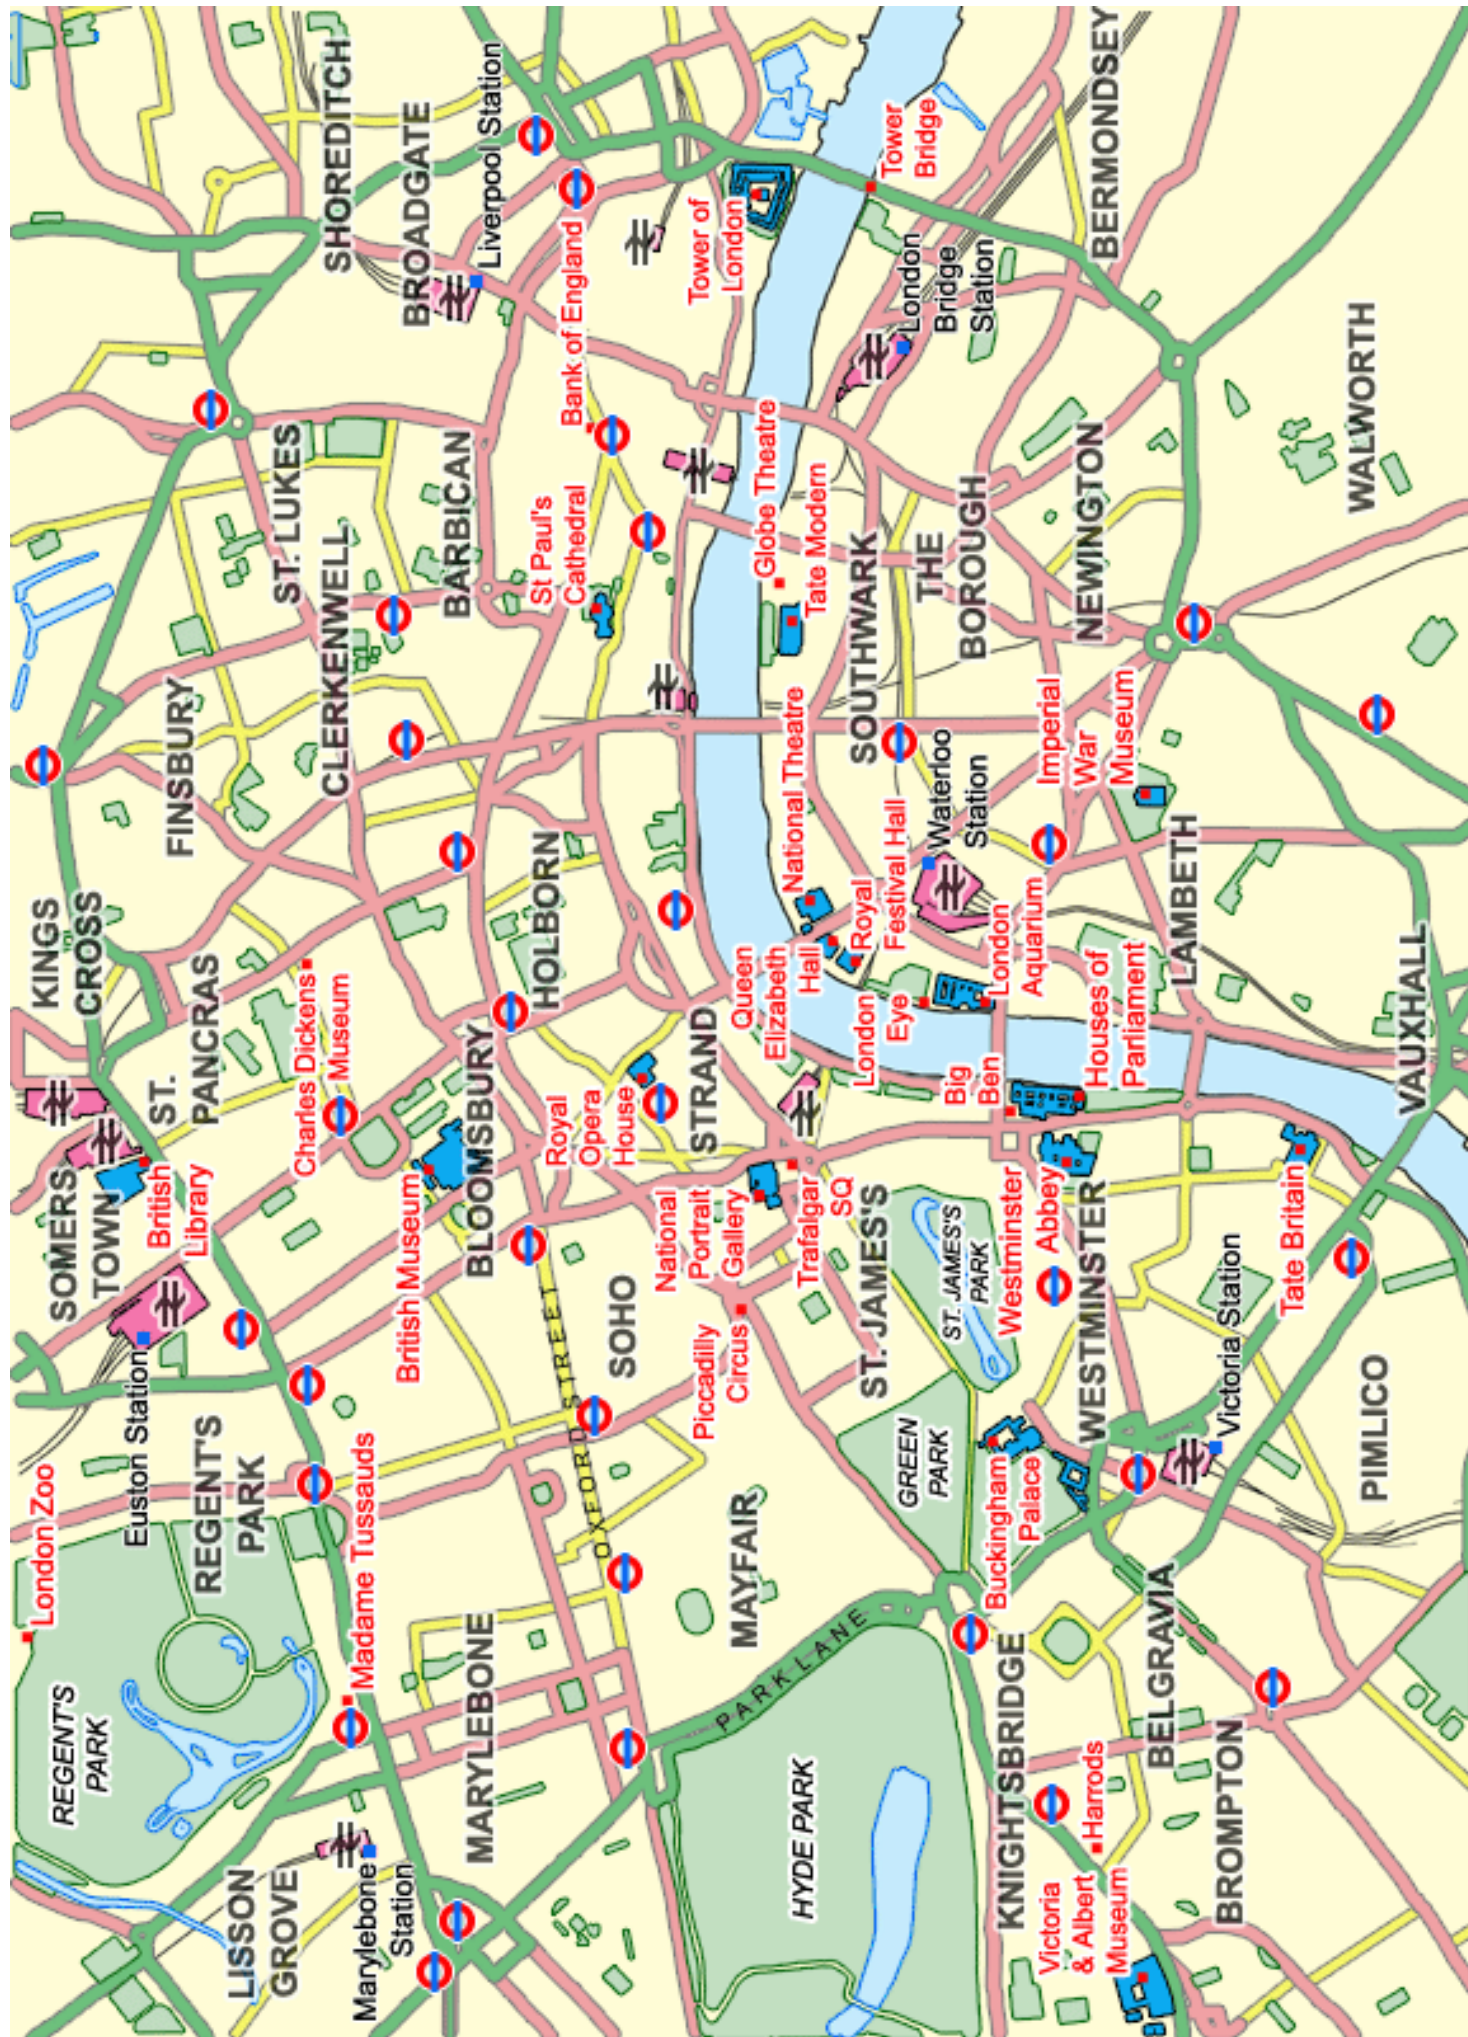 London Zoo
REGENT'S
PARK
REGENT'S
PARK
Euston Station
SOMERS
TOWN
British
Library
ST.
PANCRAS
KINGS
CROSS
FINSBURY
CLERKENWELL
ST. LUKES
SHOREDITCH
BROADGATE
Liverpool Station
LISSON
GROVE
Marylebone
Station
Madame Tussauds
MARYLEBONE
British Museum
BLOOMSBURY
Charles Dickens
Museum
HOLBORN
BARBICAN
St Paul's
Cathedral
Bank of England
OXFORD STREET
SOHO
Royal
Opera
House
STRAND
National
Portrait
Gallery
Piccadilly
Circus
Trafalgar
SQ
MAYFAIR
PARK LANE
HYDE PARK
Queen
Elizabeth
Hall
National Theatre
Royal
Festival Hall
Globe Theatre
Tate Modern
Tower of
London
Tower
Bridge
London
Bridge
Station
SOUTHWARK
THE
BOROUGH
BERMONDSEY
ST. JAMES'S
ST. JAMES'S
PARK
GREEN
PARK
London
Eye
Big
Ben
London
Aquarium
Waterloo
Station
Houses of
Parliament
Imperial
War
Museum
NEWINGTON
LAMBETH
WALWORTH
Buckingham
Palace
Westminster
Abbey
WESTMINSTER
KNIGHTSBRIDGE
Harrods
Victoria
& Albert
Museum
BELGRAVIA
BROMPTON
Victoria Station
Tate Britain
PIMLICO
VAUXHALL